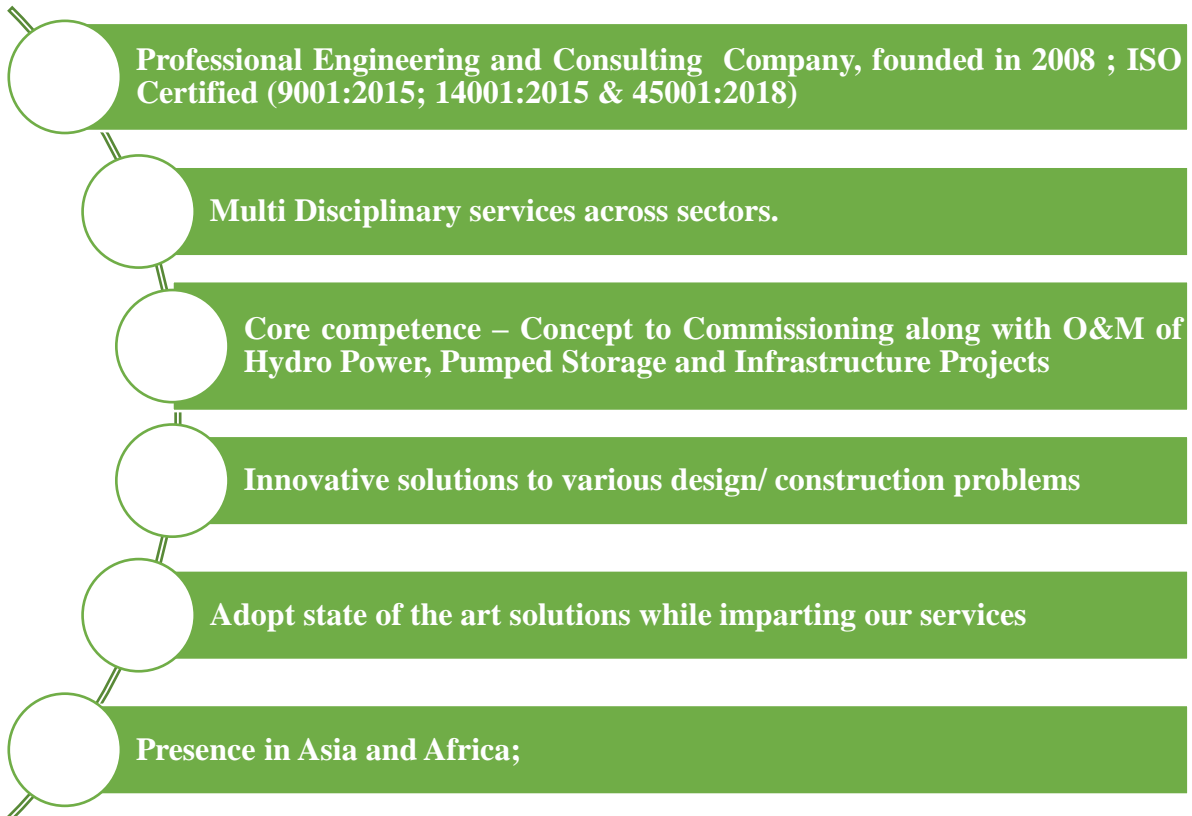 Professional Engineering and Consulting  Company, founded in 2008 ; ISO
Certified (9001:2015; 14001:2015 & 45001:2018)
Multi Disciplinary services across sectors.
Core competence – Concept to Commissioning along with O&M of
Hydro Power, Pumped Storage and Infrastructure Projects
Innovative solutions to various design/ construction problems
Adopt state of the art solutions while imparting our services
Presence in Asia and Africa;